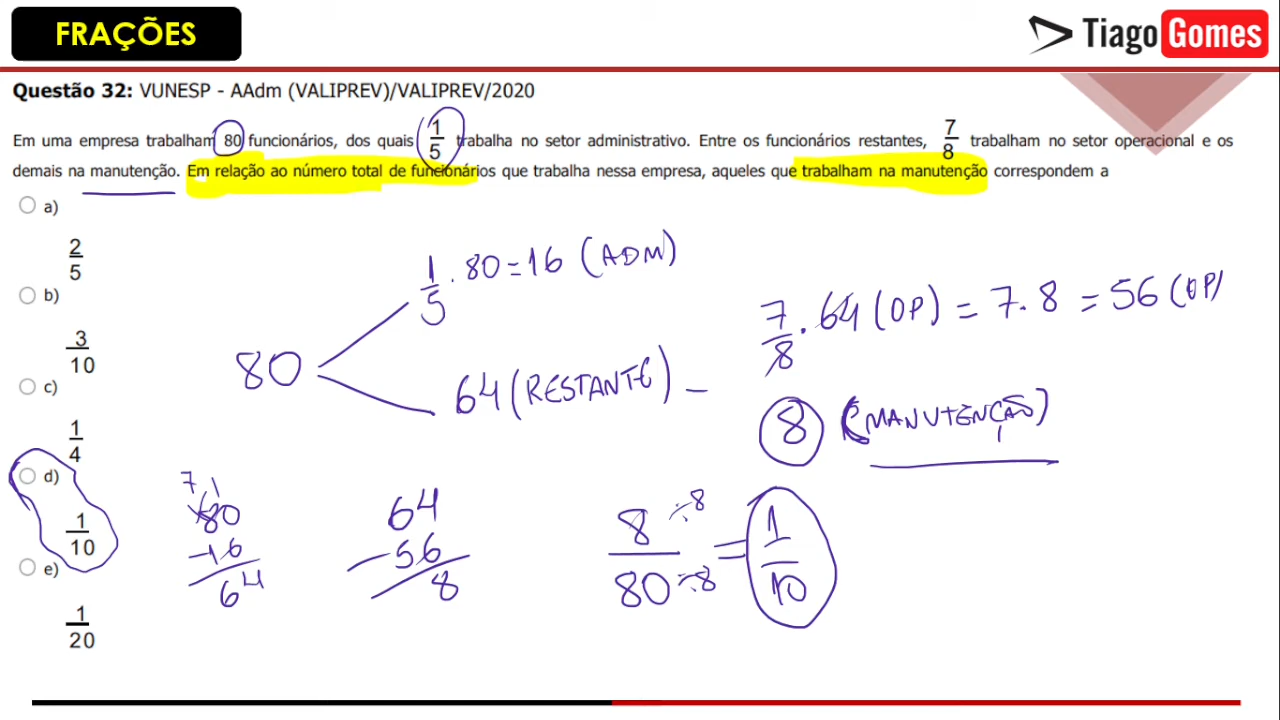 FRAÇÕES
Tiago Gomes
Questão 32: VUNESP - AAdm (VALIPREV)/VALIPREV/2020
Em uma empresa trabalham 80 funcionários, dos quais 1/5 trabalha no setor administrativo. Entre os funcionários restantes, 7/8 trabalham no setor operacional e os
demais na manutenção. Em relação ao número total de funcionários que trabalha nessa empresa, aqueles que trabalham na manutenção correspondem a
a)
2/5
b)
3/10
c)
1/4
d)
1/10
e)
1/20
1/5 . 80 = 16 (ADM)
80
64 (RESTANTE) –
7/8 . 64 (OP) = 7 . 8 = 56 (OP)
8 (MANUTENÇÃO)
7 1
80
-16
64
64
-56
8
8/80 ÷8 ÷8 = 1/10